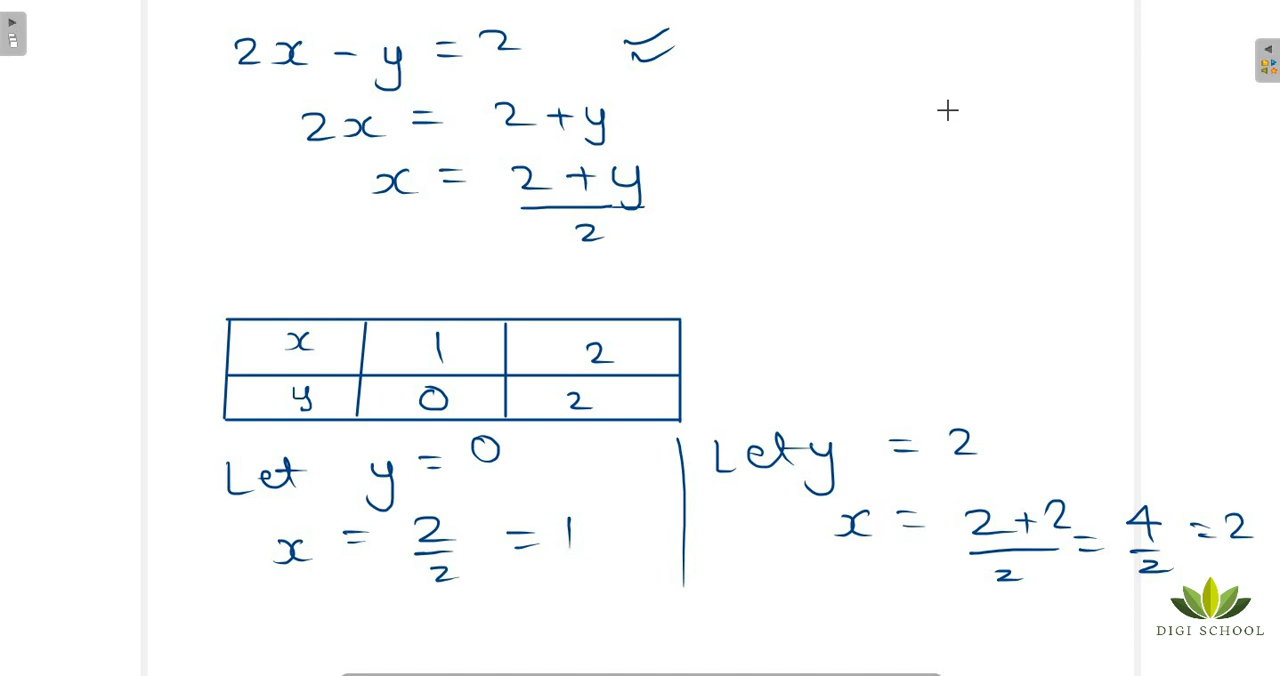 2x - y = 2
2x = 2 + y
x = 2 + y / 2
x 1 2
y 0 2
Let y = 0
x = 2/2 = 1
Let y = 2
x = 2+2/2 = 4/2 = 2
DIGI SCHOOL